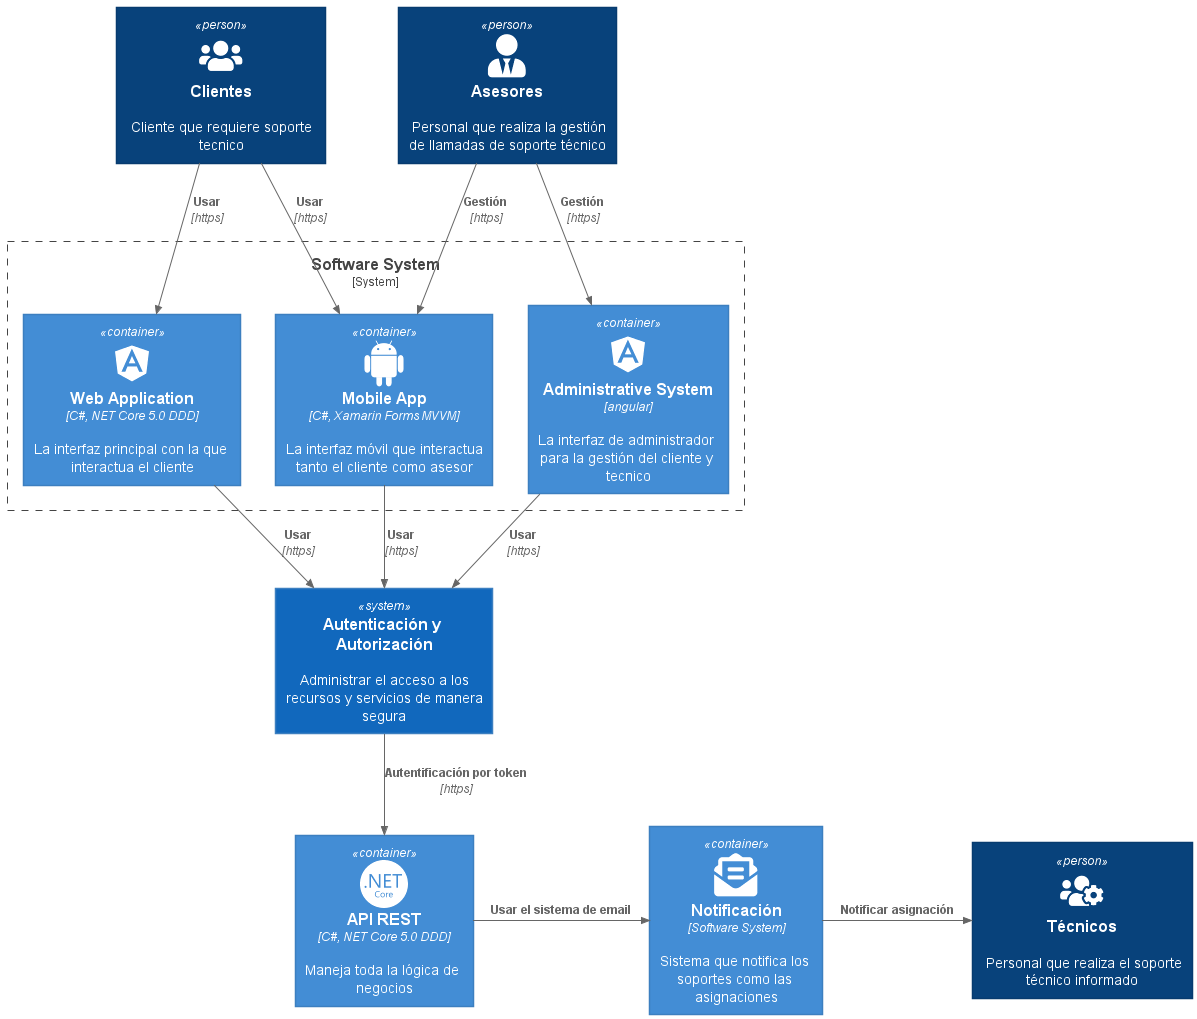 «person»
Clientes
Cliente que requiere soporte
tecnico
«person»
Asesores
Personal que realiza la gestión
de llamadas de soporte técnico
Usar
[https]
Usar
[https]
Gestión
[https]
Gestión
[https]
Software System
[System]
«container»
Web Application
[C#, NET Core 5.0 DDD]
La interfaz principal con la que
interactua el cliente
«container»
Mobile App
[C#, Xamarin Forms MVVM]
La interfaz móvil que interactua
tanto el cliente como asesor
«container»
Administrative System
[angular]
La interfaz de administrador
para la gestión del cliente y
tecnico
Usar
[https]
Usar
[https]
Usar
[https]
«system»
Autenticación y
Autorización
Administrar el acceso a los
recursos y servicios de manera
segura
Autentificación por token
[https]
«container»
.NET
Core
API REST
[C#, NET Core 5.0 DDD]
Maneja toda la lógica de
negocios
Usar el sistema de email
«container»
Notificación
[Software System]
Sistema que notifica los
soportes como las
asignaciones
Notificar asignación
«person»
Técnicos
Personal que realiza el soporte
técnico informado